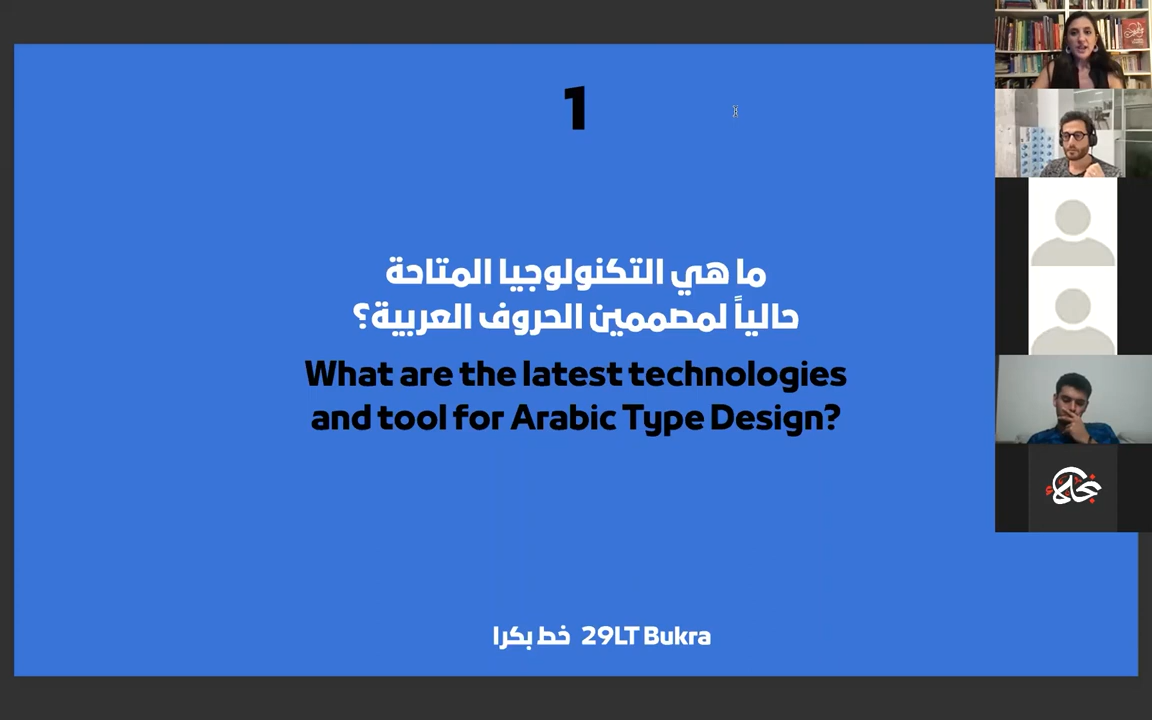 1
ما هي التكنولوجيا المتاحة
حالياً لمصممين الحروف العربية؟
What are the latest technologies
and tool for Arabic Type Design?
29LT Bukra خط بكرا